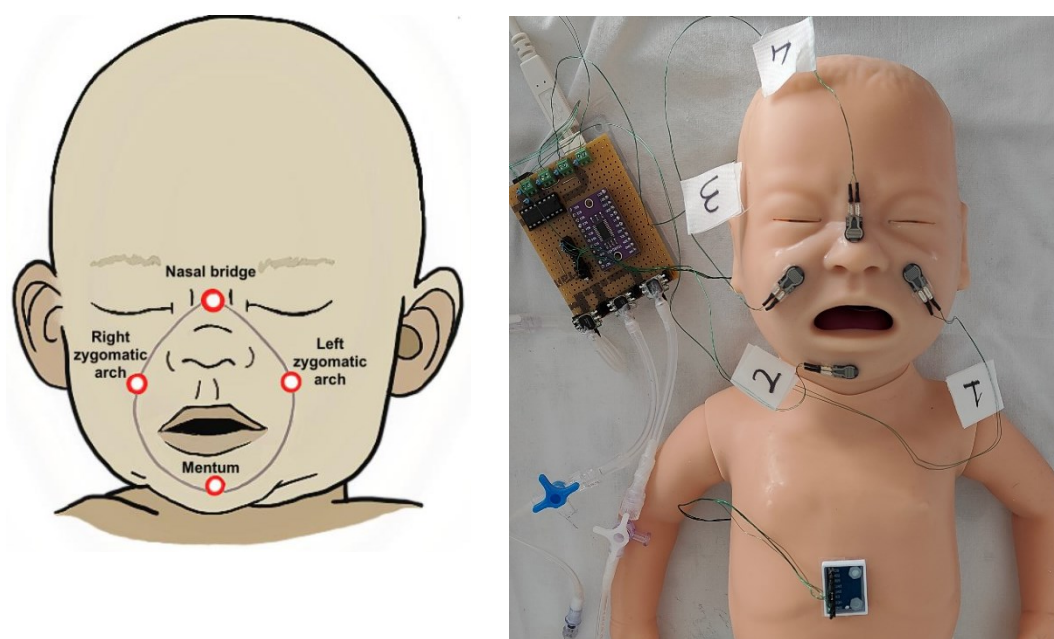 Nasal bridge
Right
zygomatic
arch
Left
zygomatic
arch
Mentum
4
3
2
1